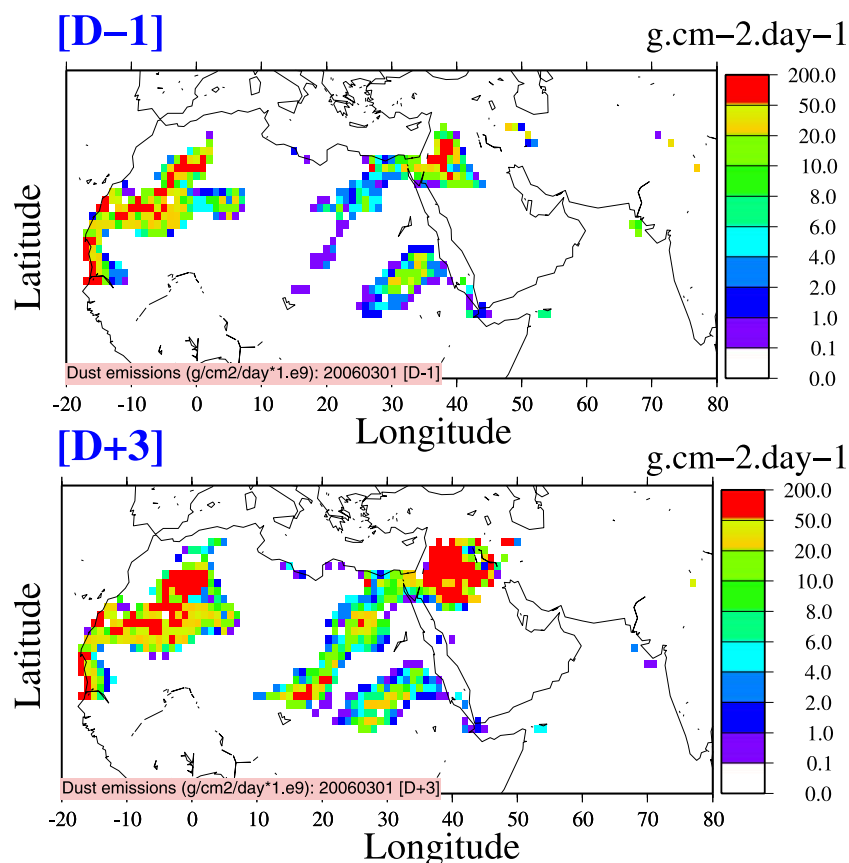 [D−1]
g.cm−2.day−1
200.0
50.0
20.0
10.0
8.0
6.0
4.0
2.0
1.0
0.1
0.0
Latitude
Dust emissions (g/cm2/day*1.e9): 20060301 [D-1]
-20 -10 0 10 20 30 40 50 60 70 80
Longitude
[D+3]
g.cm−2.day−1
200.0
50.0
20.0
10.0
8.0
6.0
4.0
2.0
1.0
0.1
0.0
Latitude
Dust emissions (g/cm2/day*1.e9): 20060301 [D+3]
-20 -10 0 10 20 30 40 50 60 70 80
Longitude